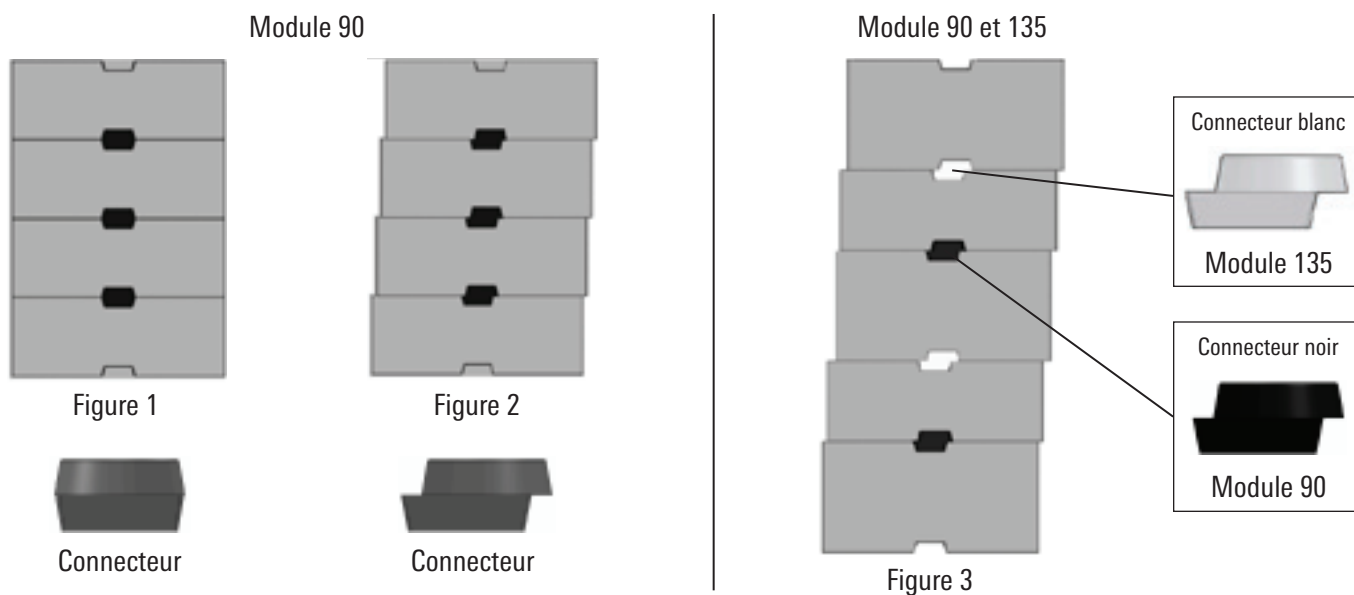 Module 90
Figure 1
Figure 2
Connecteur
Connecteur
Module 90 et 135
Figure 3
Connecteur blanc
Module 135
Connecteur noir
Module 90